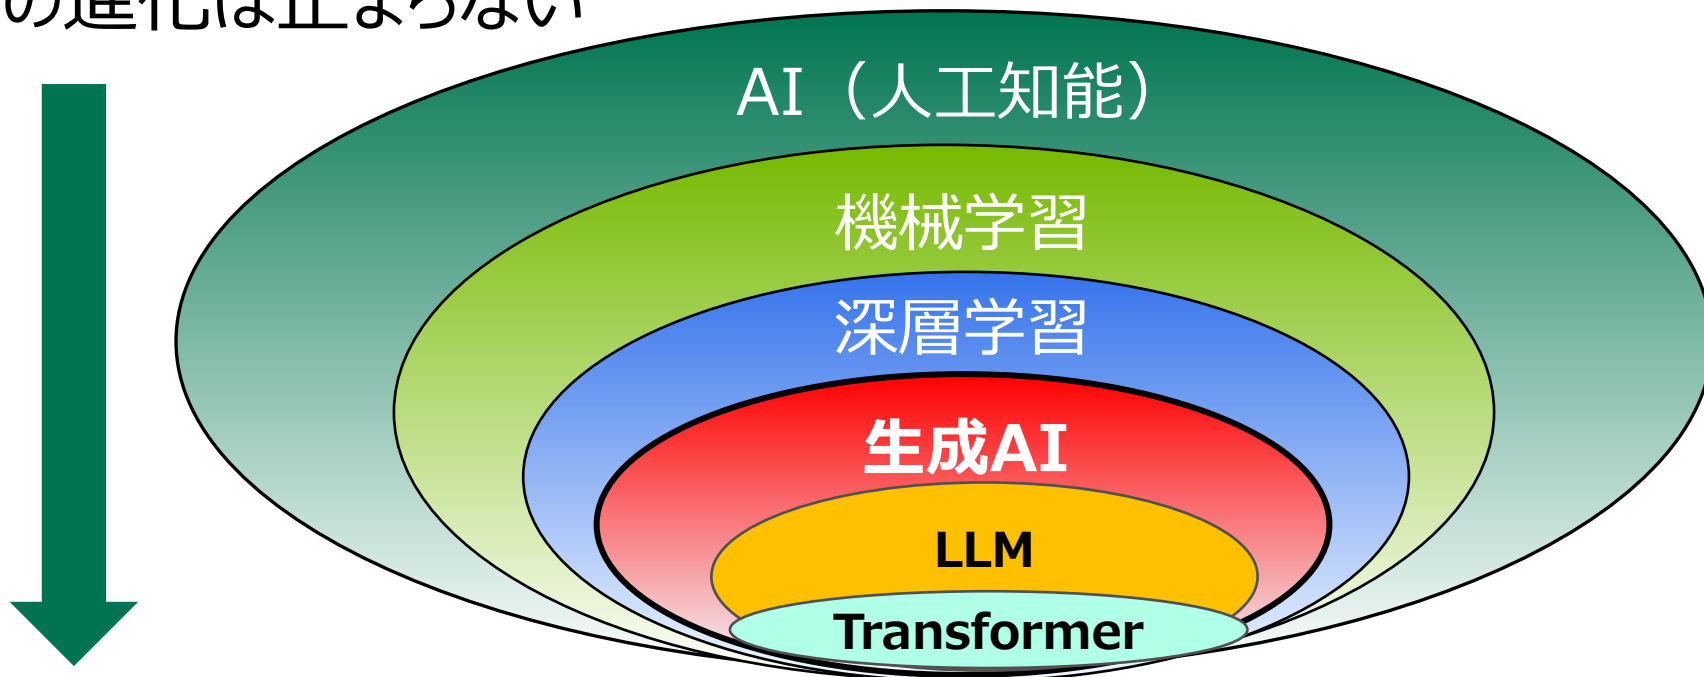 の進化は止まらない
AI（人工知能）
機械学習
深層学習
生成AI
LLM
Transformer